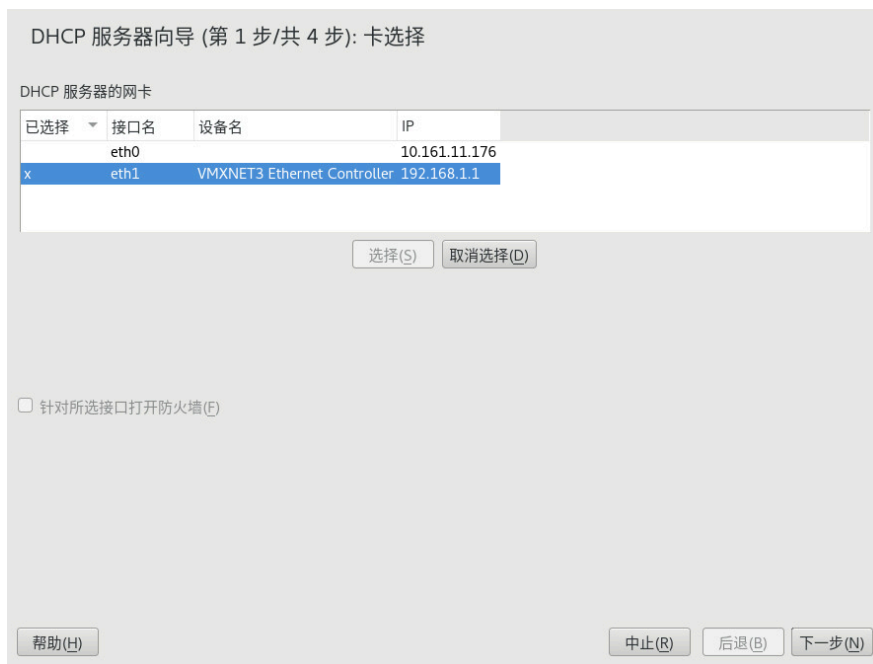 DHCP 服务器向导 (第 1 步/共 4 步): 卡选择
DHCP 服务器的网卡
已选择 接口名 设备名 IP
eth0 10.161.11.176
x eth1 VMXNET3 Ethernet Controller 192.168.1.1
选择(S) 取消选择(D)
针对所选接口打开防火墙(F)
帮助(H) 中止(R) 后退(B) 下一步(N)